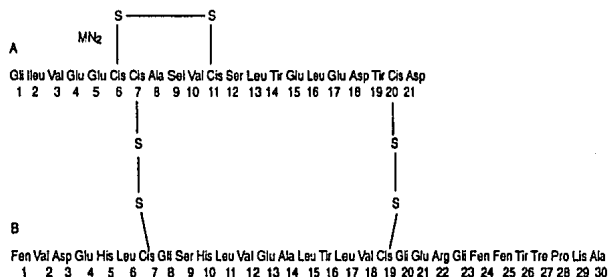 S S
MN₂
A
Gli Ileu Val Glu Glu Cis Cis Ala Sei Val Cis Ser Leu Tir Glu Leu Glu Asp Tir Cis Asp
1 2 3 4 5 6 7 8 9 10 11 12 13 14 15 16 17 18 19 20 21
S S
S S
B
Fen Val Asp Glu His Leu Cis Gli Ser His Leu Val Glu Ala Leu Tir Leu Val Cis Gli Glu Arg Gli Fen Fen Tir Tre Pro Lis Ala
1 2 3 4 5 6 7 8 9 10 11 12 13 14 15 16 17 18 19 20 21 22 23 24 25 26 27 28 29 30